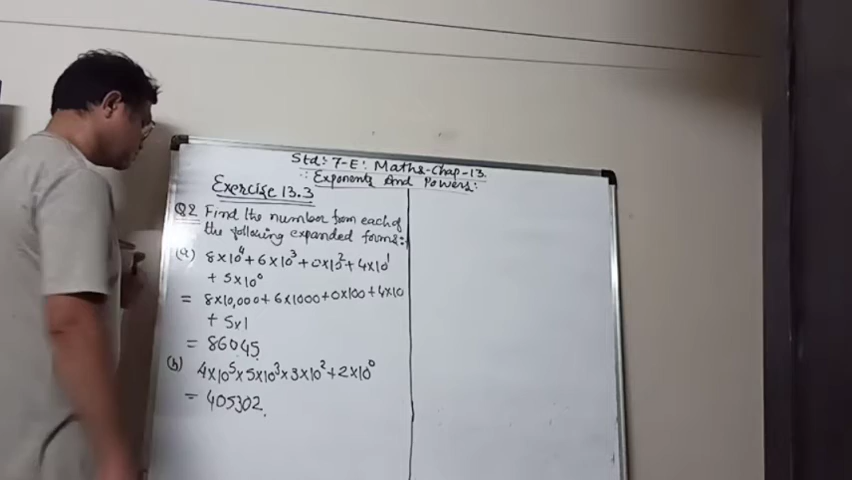 Std: 7-E: Maths-Chap-13.
∴ Exponents And Powers:
Exercise 13.3
Q2 Find the number from each of
the following expanded forms:
(a) 8×10⁴+6×10³+0×10²+4×10¹
+ 5×10⁰
= 8×10,000+6×1000+0×100+4×10
+ 5×1
= 86045.
(b) 4×10⁵×5×10³×3×10²+2×10⁰
= 405302.